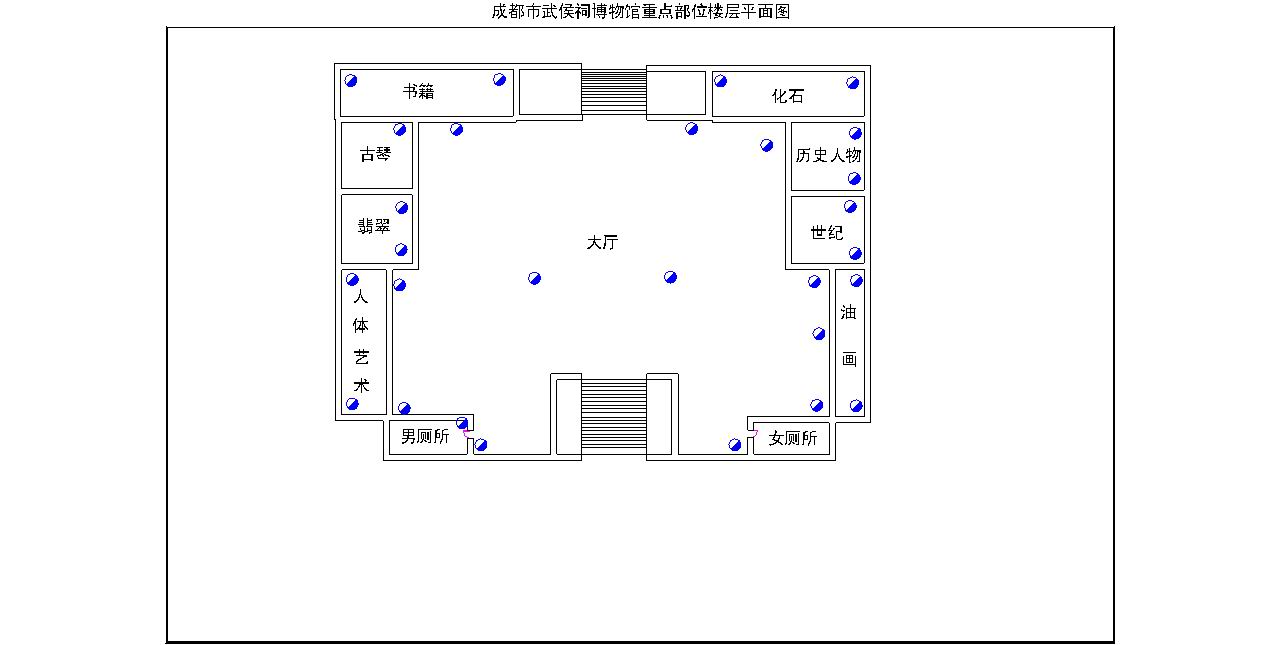 成都市武侯祠博物馆重点部位楼层平面图
书籍
化石
古琴
历史人物
翡翠
世纪
大厅
人体艺术
油画
男厕所
女厕所